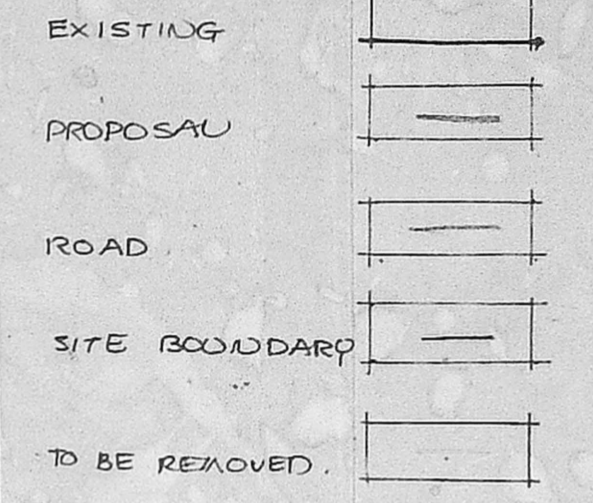 EXISTING
PROPOSAL
ROAD
SITE BOUNDARY
TO BE REMOVED.